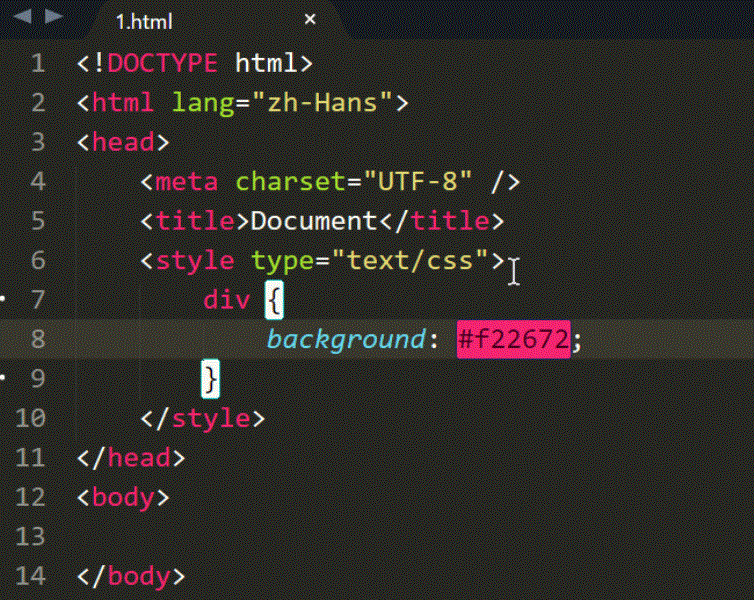 1.html ×
1 <!DOCTYPE html>
2 <html lang="zh-Hans">
3 <head>
4     <meta charset="UTF-8" />
5     <title>Document</title>
6     <style type="text/css">
7         div {
8             background: #f22672;
9         }
10     </style>
11 </head>
12 <body>
13
14 </body>